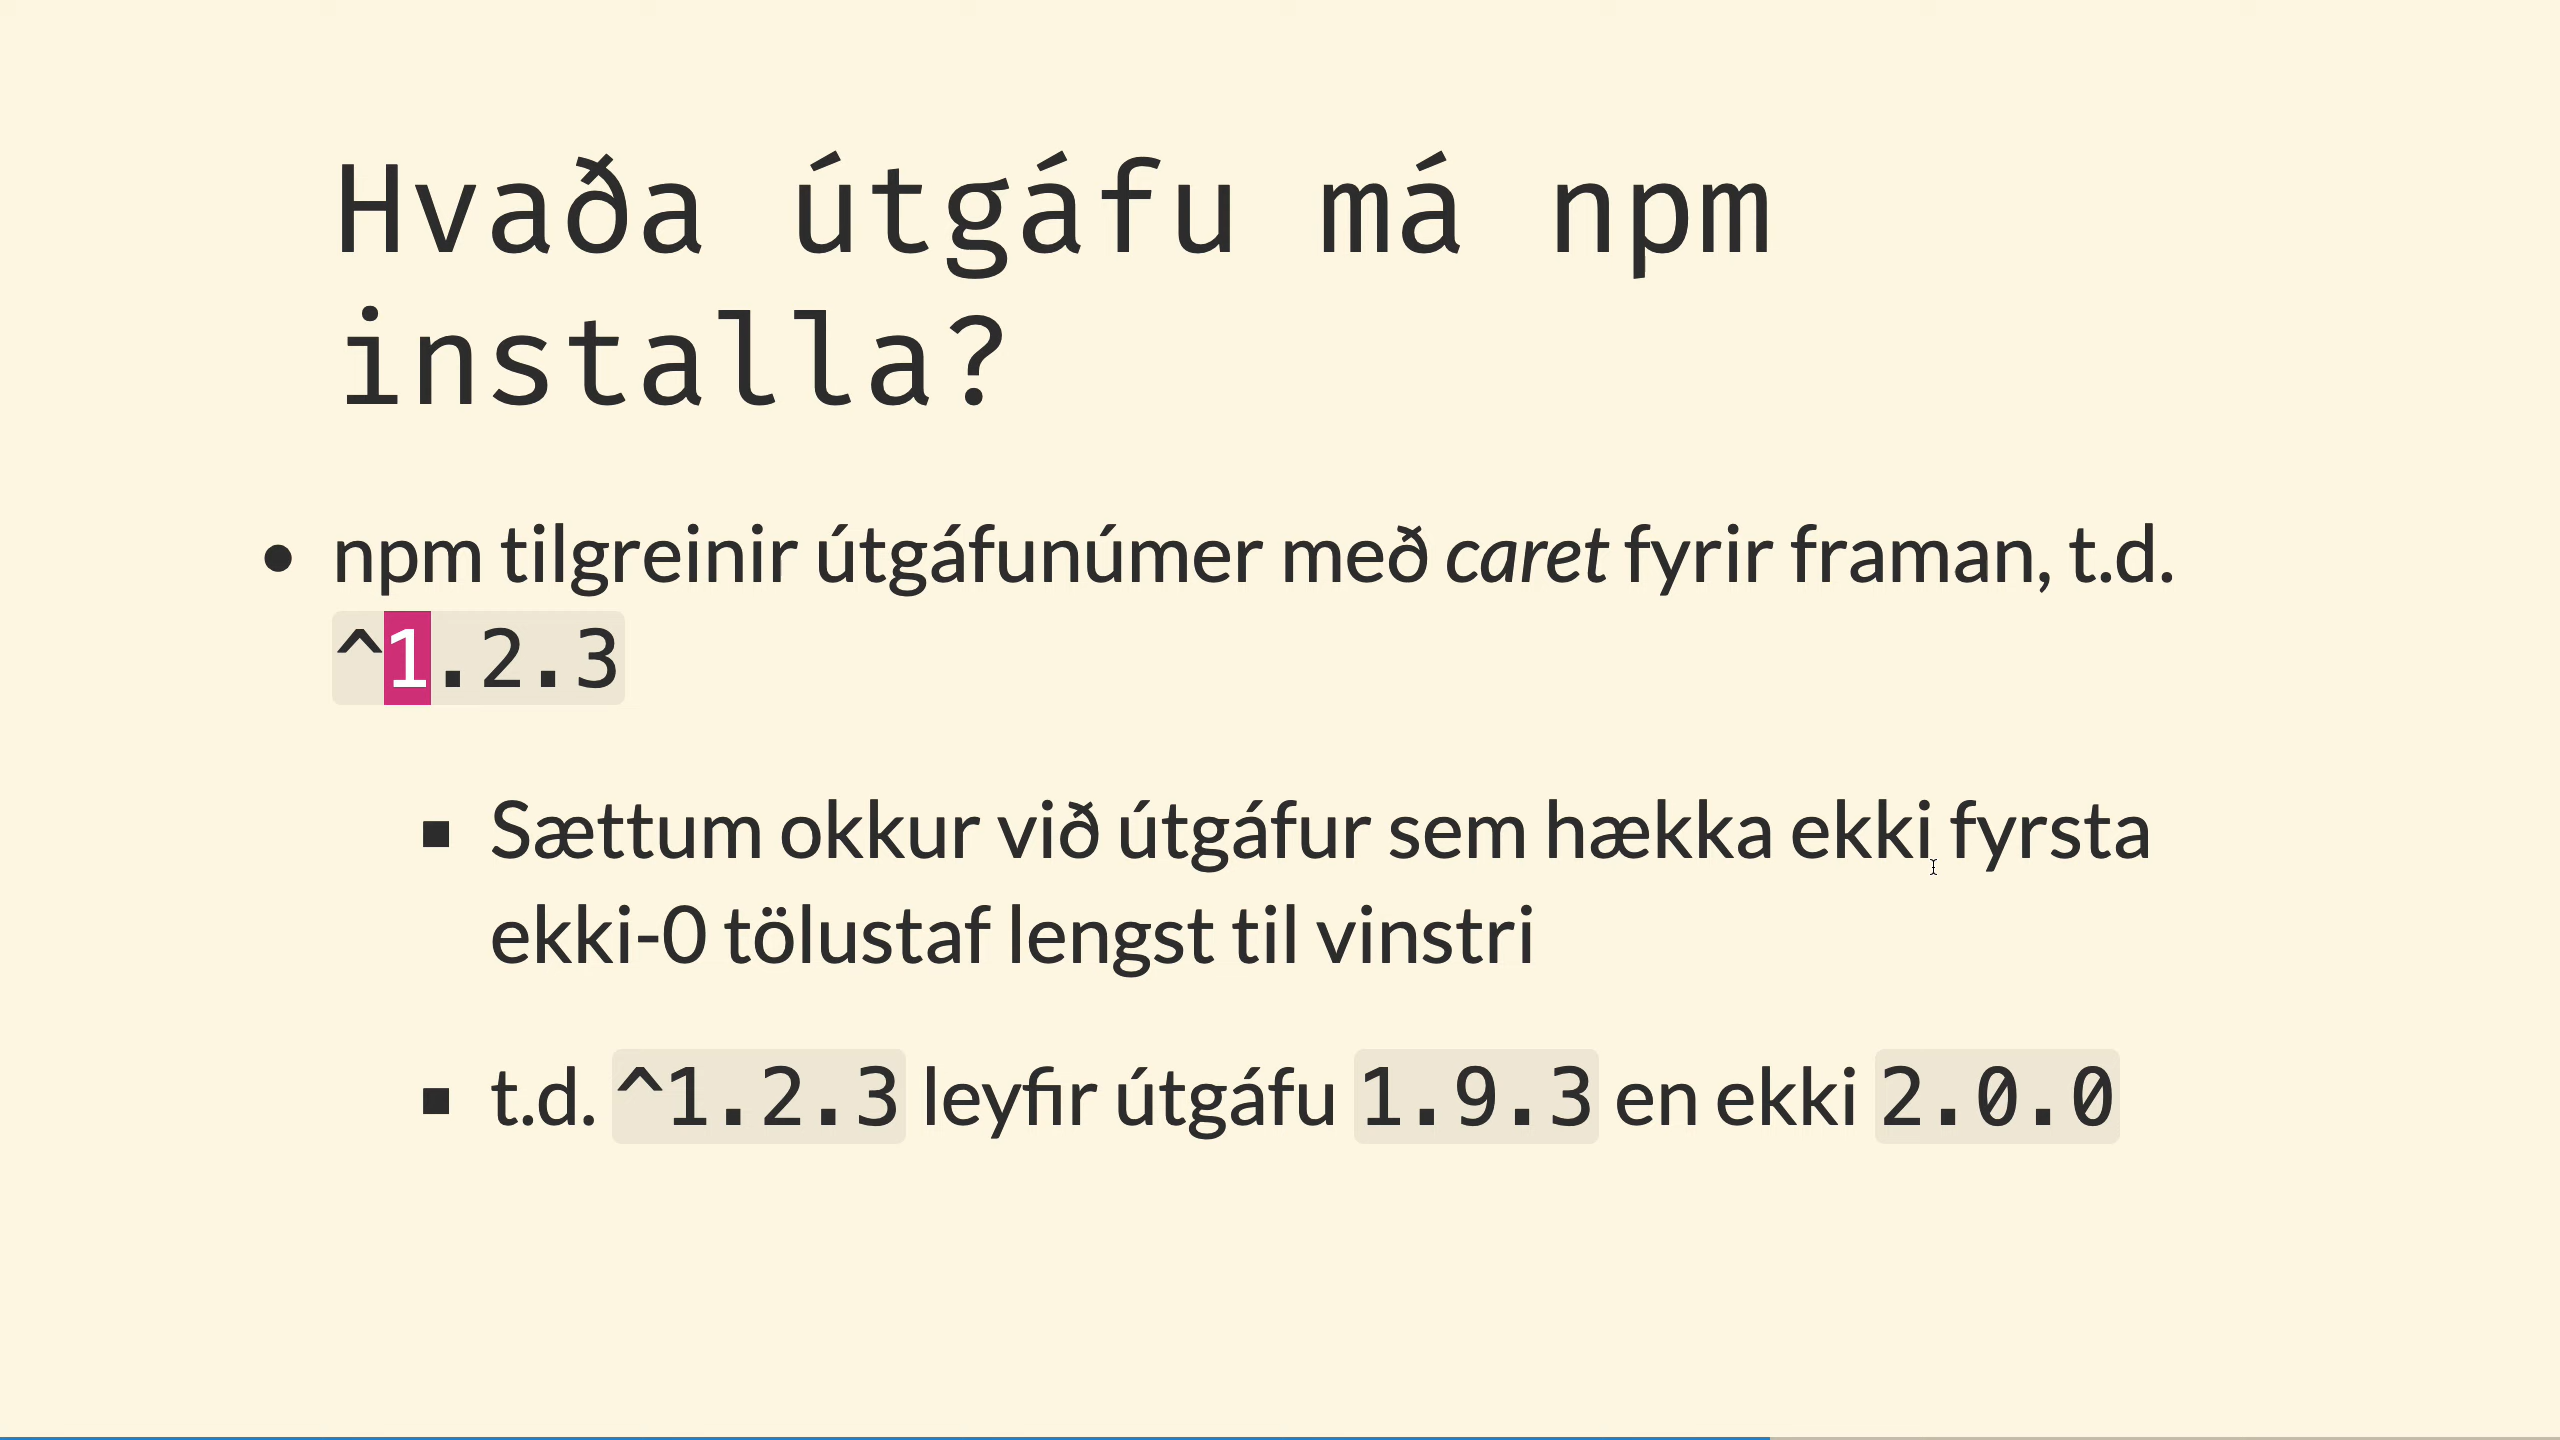 Hvaða útgáfu má npm
installa?
npm tilgreinir útgáfunúmer með caret fyrir framan, t.d.
^1.2.3
Sættum okkur við útgáfur sem hækka ekki fyrsta
ekki-0 tölustaf lengst til vinstri
t.d. ^1.2.3 leyfir útgáfu 1.9.3 en ekki 2.0.0